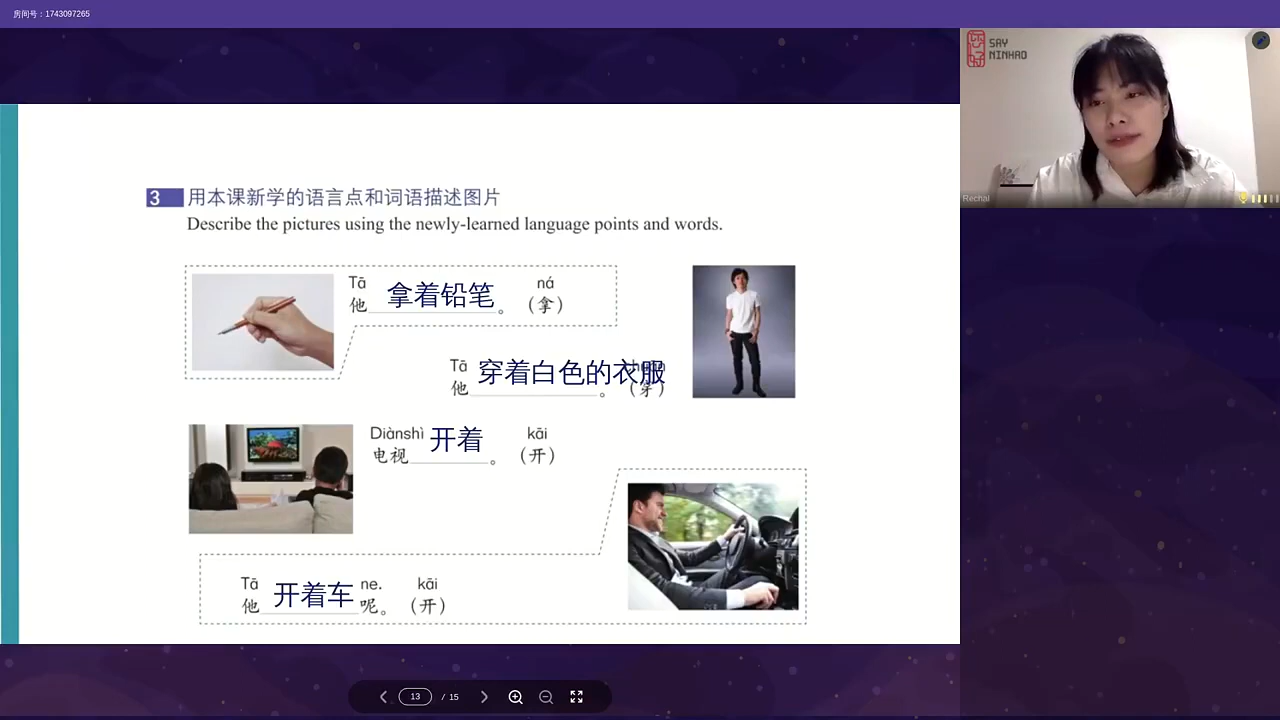 房间号：1743097265
SAY
NINHAO
3 用本课新学的语言点和词语描述图片
Describe the pictures using the newly-learned language points and words.
Tā ná
他拿着铅笔。（拿）
Tā
他穿着白色的衣服。（穿）
Diànshì kāi
电视开着。（开）
Tā ne. kāi
他开着车呢。（开）
13 / 15